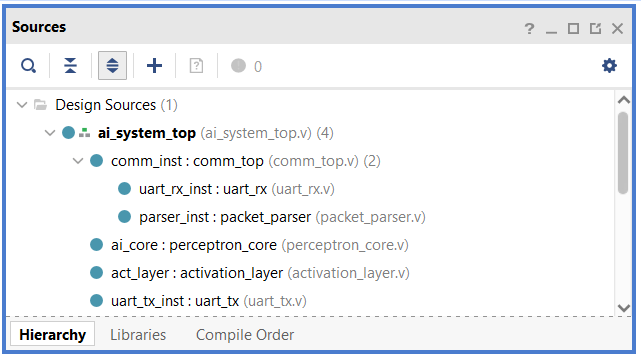 Sources
? _
0
Design Sources (1)
ai_system_top (ai_system_top.v) (4)
comm_inst : comm_top (comm_top.v) (2)
uart_rx_inst : uart_rx (uart_rx.v)
parser_inst : packet_parser (packet_parser.v)
ai_core : perceptron_core (perceptron_core.v)
act_layer : activation_layer (activation_layer.v)
uart_tx_inst : uart_tx (uart_tx.v)
Hierarchy Libraries Compile Order